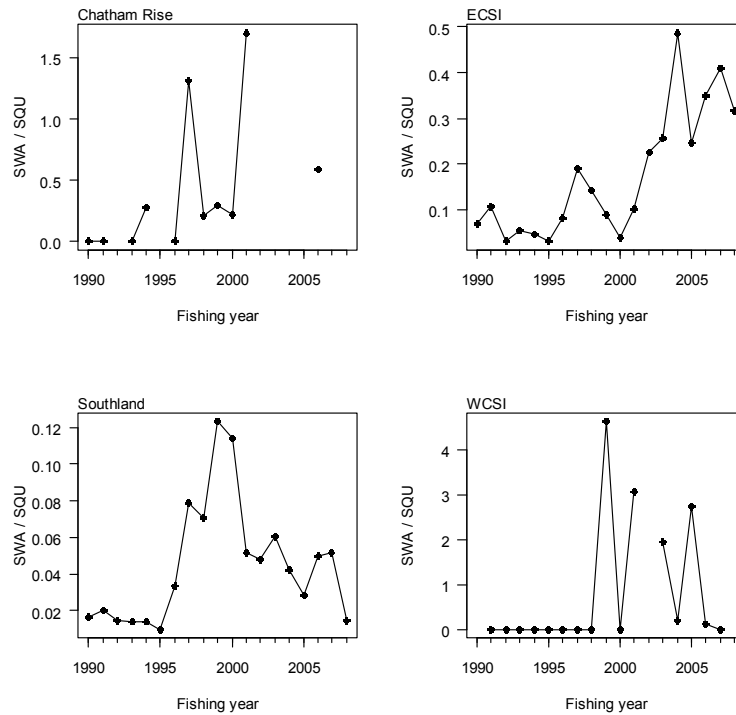 Chatham Rise
SWA / SQU
1.5
1.0
0.5
0.0
1990 1995 2000 2005
Fishing year
ECSI
SWA / SQU
0.5
0.4
0.3
0.2
0.1
1990 1995 2000 2005
Fishing year
Southland
SWA / SQU
0.12
0.10
0.08
0.06
0.04
0.02
1990 1995 2000 2005
Fishing year
WCSI
SWA / SQU
4
3
2
1
0
1990 1995 2000 2005
Fishing year